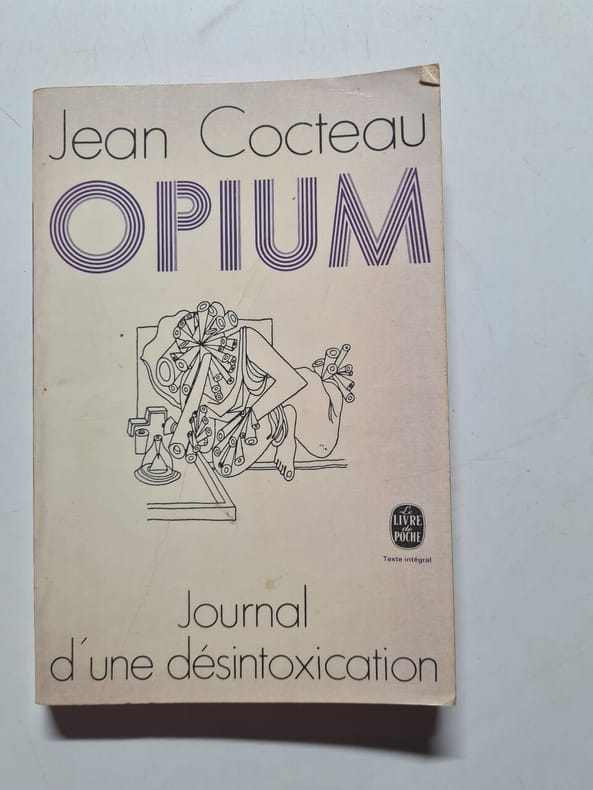 Jean Cocteau
OPIUM
Le
LIVRE
de
POCHE
Texte intégral
Journal
d'une désintoxication